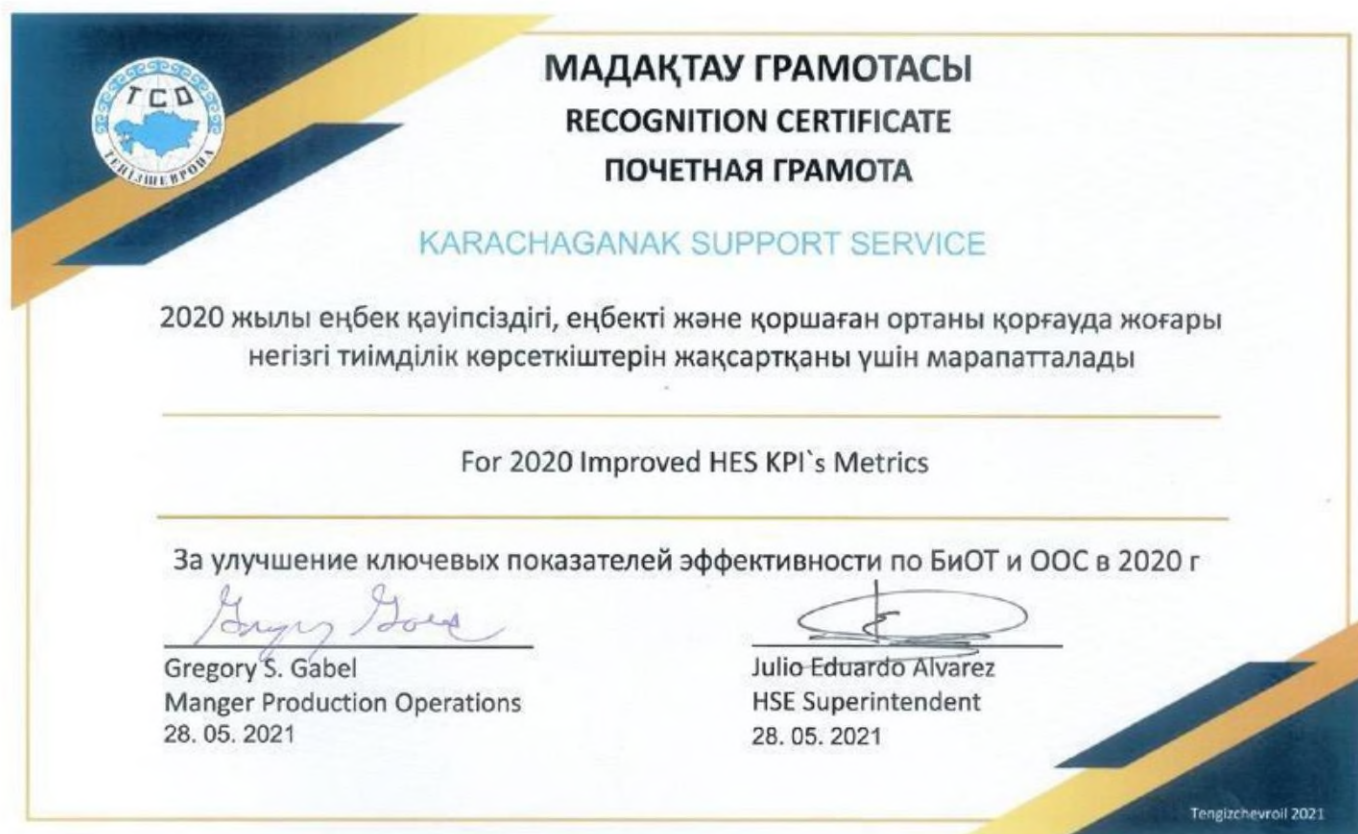 ТСО
ТЕҢІЗШЕВРОЙЛ
МАДАҚТАУ ГРАМОТАСЫ
RECOGNITION CERTIFICATE
ПОЧЕТНАЯ ГРАМОТА
KARACHAGANAK SUPPORT SERVICE
2020 жылы еңбек қауіпсіздігі, еңбекті және қоршаған ортаны қорғауда жоғары
негізгі тиімділік көрсеткіштерін жақсартқаны үшін марапатталады
For 2020 Improved HES KPI`s Metrics
За улучшение ключевых показателей эффективности по БиОТ и ООС в 2020 г
Gregory S. Gabel
Manger Production Operations
28. 05. 2021
Julio Eduardo Alvarez
HSE Superintendent
28. 05. 2021
Tengizchevroil 2021